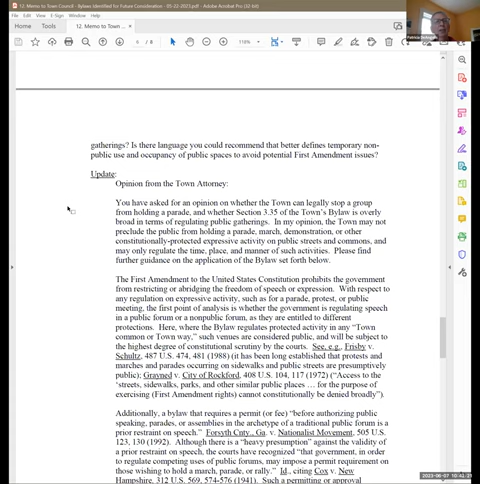 12. Memo to Town Council - Bylaws Identified for Future Consideration - 05-22-2023.pdf - Adobe Acrobat Pro (32-bit)
File Edit View E-Sign Window Help
Home Tools 12. Memo to Town ... ×
6 / 8 118%
gatherings? Is there language you could recommend that better defines temporary non-
public use and occupancy of public spaces to avoid potential First Amendment issues?
Update:
Opinion from the Town Attorney:
You have asked for an opinion on whether the Town can legally stop a group
from holding a parade, and whether Section 3.35 of the Town's Bylaw is overly
broad in terms of regulating public gatherings. In my opinion, the Town may not
preclude the public from holding a parade, march, demonstration, or other
constitutionally-protected expressive activity on public streets and commons, and
may only regulate the time, place, and manner of such activities. Please find
further guidance on the application of the Bylaw set forth below.
The First Amendment to the United States Constitution prohibits the government
from restricting or abridging the freedom of speech or expression. With respect to
any regulation on expressive activity, such as for a parade, protest, or public
meeting, the first point of analysis is whether the government is regulating speech
in a public forum or a nonpublic forum, as they are entitled to different
protections. Here, where the Bylaw regulates protected activity in any "Town
common or Town way," such venues are considered public, and will be subject to
the highest degree of constitutional scrutiny by the courts. See, e.g., Frisby v.
Schultz, 487 U.S. 474, 481 (1988) (it has been long established that protests and
marches and parades occurring on sidewalks and public streets are presumptively
public); Grayned v. City of Rockford, 408 U.S. 104, 117 (1972) ("Access to the
'streets, sidewalks, parks, and other similar public places … for the purpose of
exercising (First Amendment rights) cannot constitutionally be denied broadly").
Additionally, a bylaw that requires a permit (or fee) "before authorizing public
speaking, parades, or assemblies in the archetype of a traditional public forum is a
prior restraint on speech." Forsyth Cnty., Ga. v. Nationalist Movement, 505 U.S.
123, 130 (1992). Although there is a "heavy presumption" against the validity of
a prior restraint on speech, the courts have recognized "that government, in order
to regulate competing uses of public forums, may impose a permit requirement on
those wishing to hold a march, parade, or rally." Id., citing Cox v. New
Hampshire, 312 U.S. 569, 574-576 (1941). Such a permitting or approval